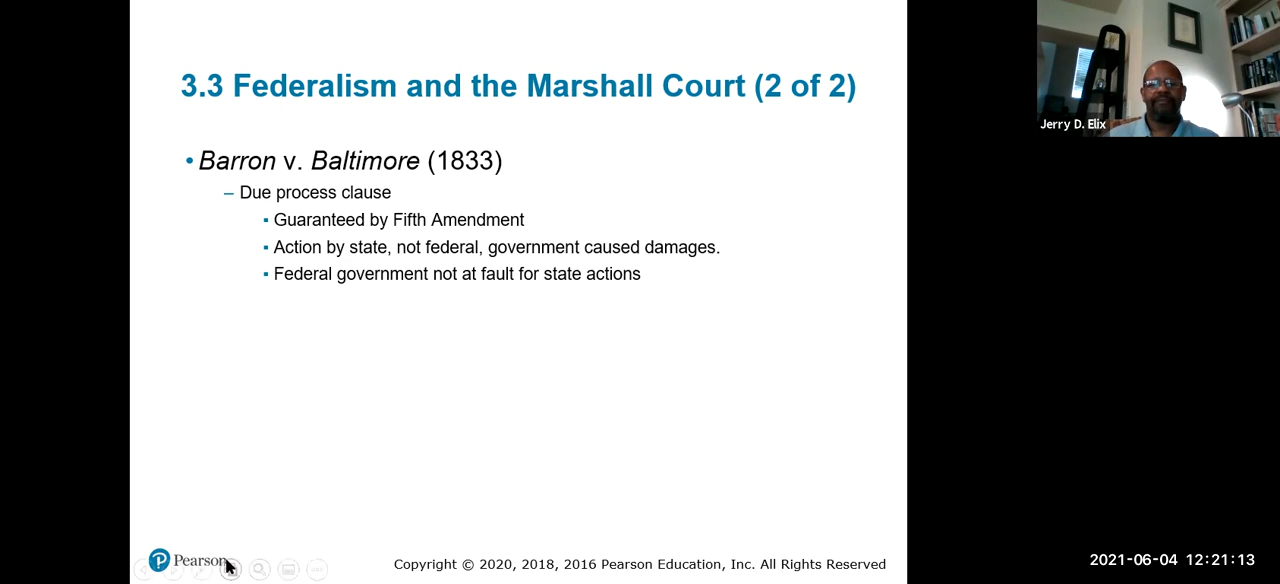 3.3 Federalism and the Marshall Court (2 of 2)
Jerry D. Elix
• Barron v. Baltimore (1833)
– Due process clause
▪ Guaranteed by Fifth Amendment
▪ Action by state, not federal, government caused damages.
▪ Federal government not at fault for state actions
Pearson
Copyright © 2020, 2018, 2016 Pearson Education, Inc. All Rights Reserved
2021-06-04 12:21:13